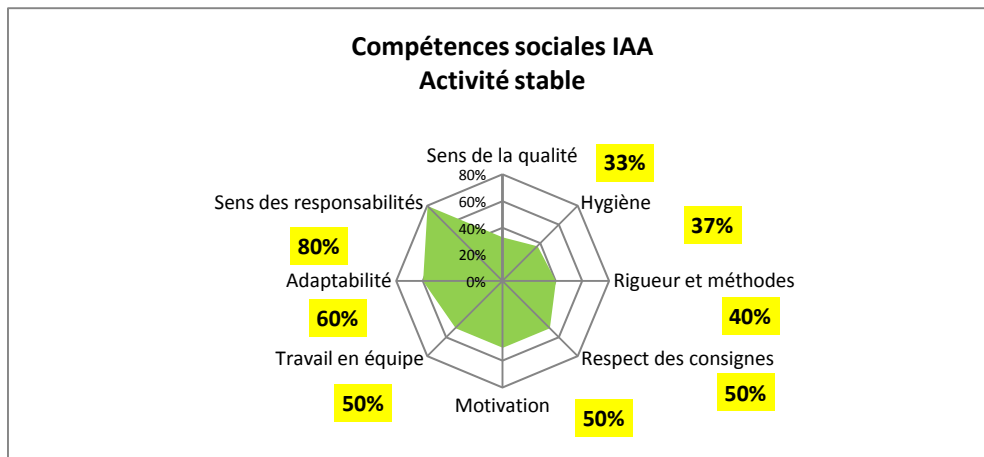 Compétences sociales IAA
Activité stable
Sens de la qualité
33%
80%
Hygiène
37%
60%
40%
20%
0%
Sens des responsabilités
80%
Adaptabilité
60%
Rigueur et méthodes
40%
Travail en équipe
50%
Respect des consignes
50%
Motivation
50%